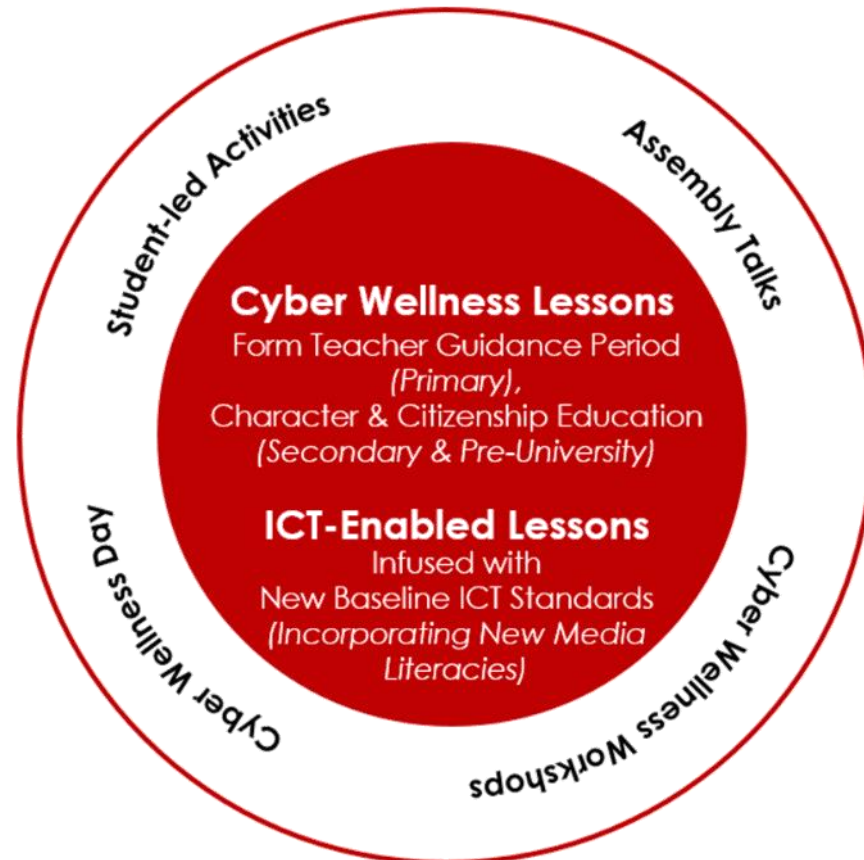 Student-led Activities
Assembly Talks
Cyber Wellness Lessons
Form Teacher Guidance Period
(Primary),
Character & Citizenship Education
(Secondary & Pre-University)
ICT-Enabled Lessons
Infused with
New Baseline ICT Standards
(Incorporating New Media
Literacies)
Cyber Wellness Day
Cyber Wellness Workshops